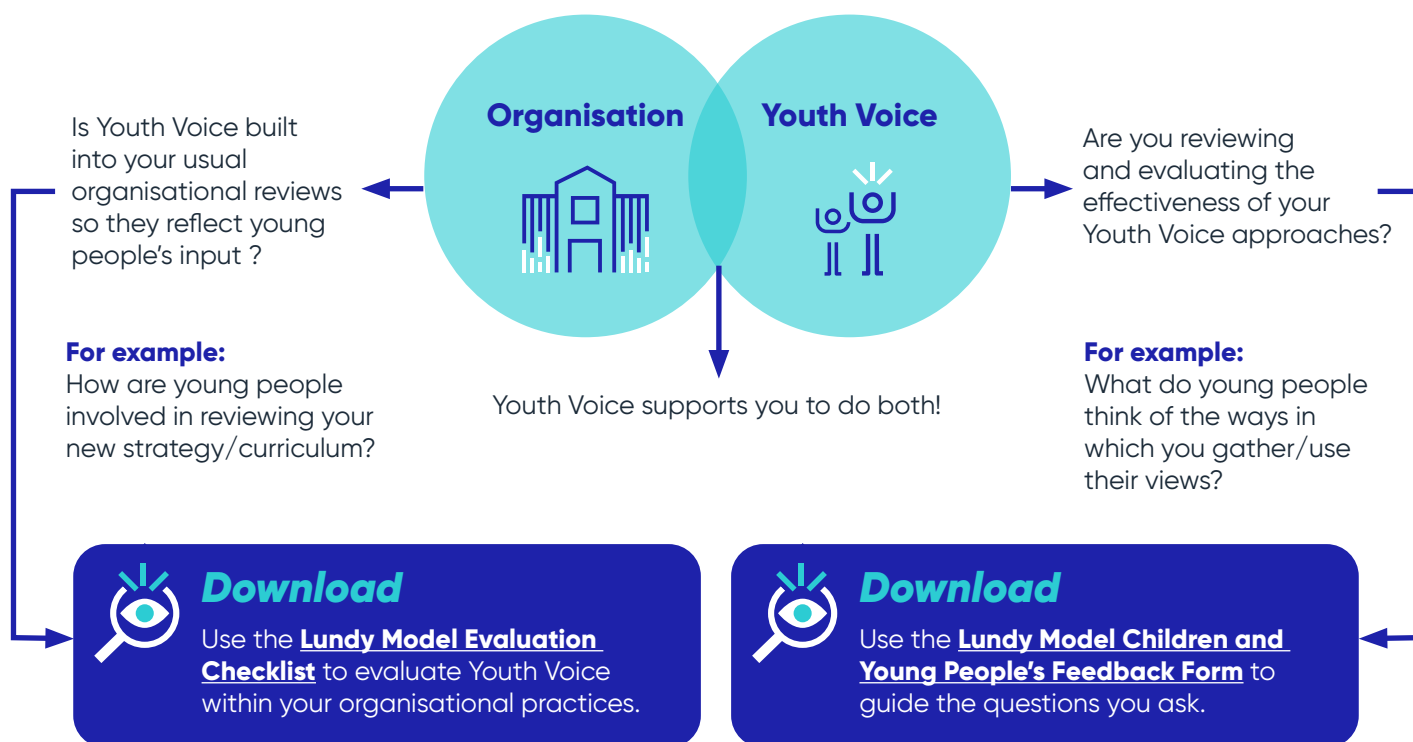 Organisation
Youth Voice
Is Youth Voice built
into your usual
organisational reviews
so they reflect young
people’s input ?
For example:
How are young people
involved in reviewing your
new strategy/curriculum?
Youth Voice supports you to do both!
Are you reviewing
and evaluating the
effectiveness of your
Youth Voice approaches?
For example:
What do young people
think of the ways in
which you gather/use
their views?
Download
Use the Lundy Model Evaluation
Checklist to evaluate Youth Voice
within your organisational practices.
Download
Use the Lundy Model Children and
Young People’s Feedback Form to
guide the questions you ask.